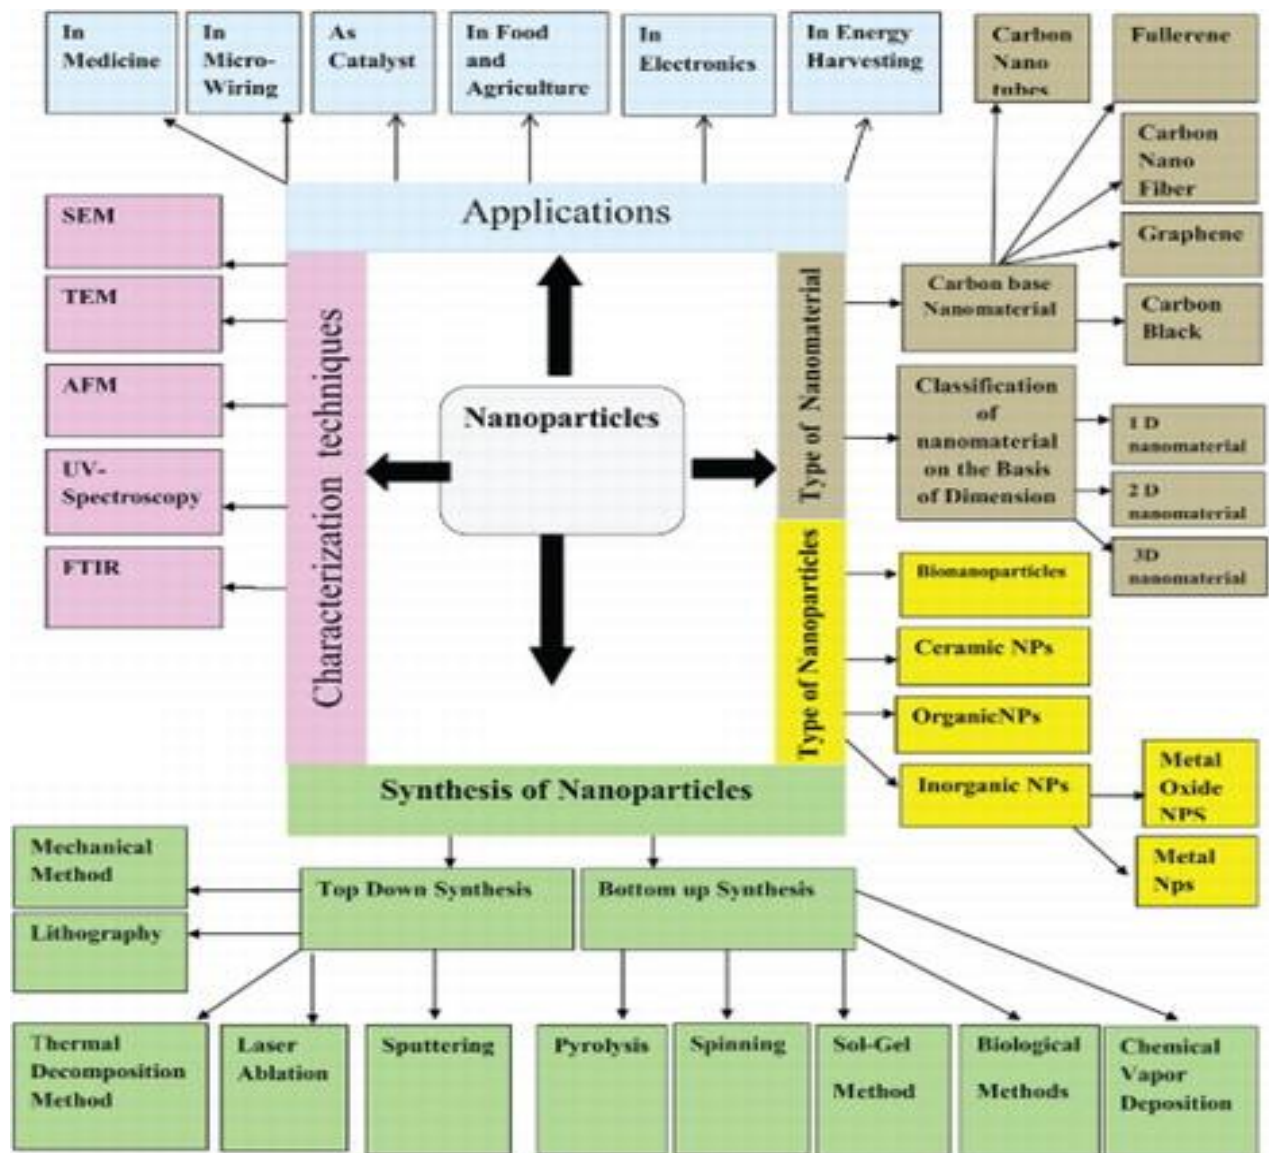 In
Medicine
In
Micro-
Wiring
As
Catalyst
In Food
and
Agriculture
In
Electronics
In Energy
Harvesting
Carbon
Nano
tubes
Fullerene
Carbon
Nano
Fiber
Graphene
Carbon
Black
Applications
SEM
TEM
AFM
UV-
Spectroscopy
FTIR
Characterization techniques
Nanoparticles
Type of Nanomaterial
Carbon base
Nanomaterial
Classification
of
nanomaterial
on the Basis
of Dimension
1 D
nanomaterial
2 D
nanomaterial
3D
nanomaterial
Type of Nanoparticles
Bionanoparticles
Ceramic NPs
OrganicNPs
Inorganic NPs
Metal
Oxide
NPS
Metal
Nps
Synthesis of Nanoparticles
Mechanical
Method
Lithography
Top Down Synthesis
Bottom up Synthesis
Thermal
Decomposition
Method
Laser
Ablation
Sputtering
Pyrolysis
Spinning
Sol-Gel
Method
Biological
Methods
Chemical
Vapor
Deposition